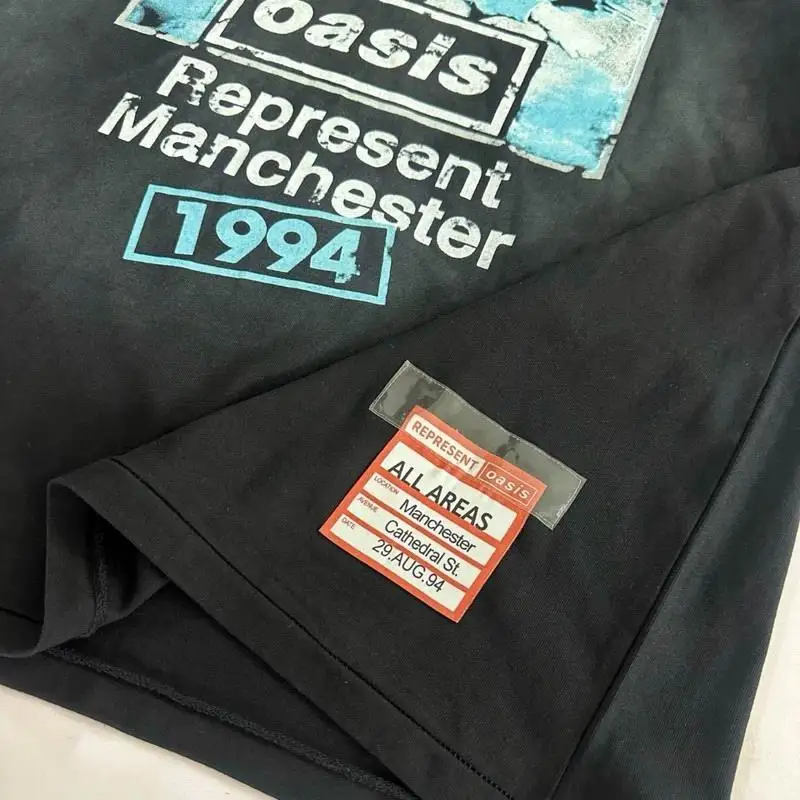 oasis
Represent
Manchester
1994
REPRESENT oasis
ALL AREAS
LOCATION
Manchester
AVENUE
Cathedral St.
DATE
29.AUG.94